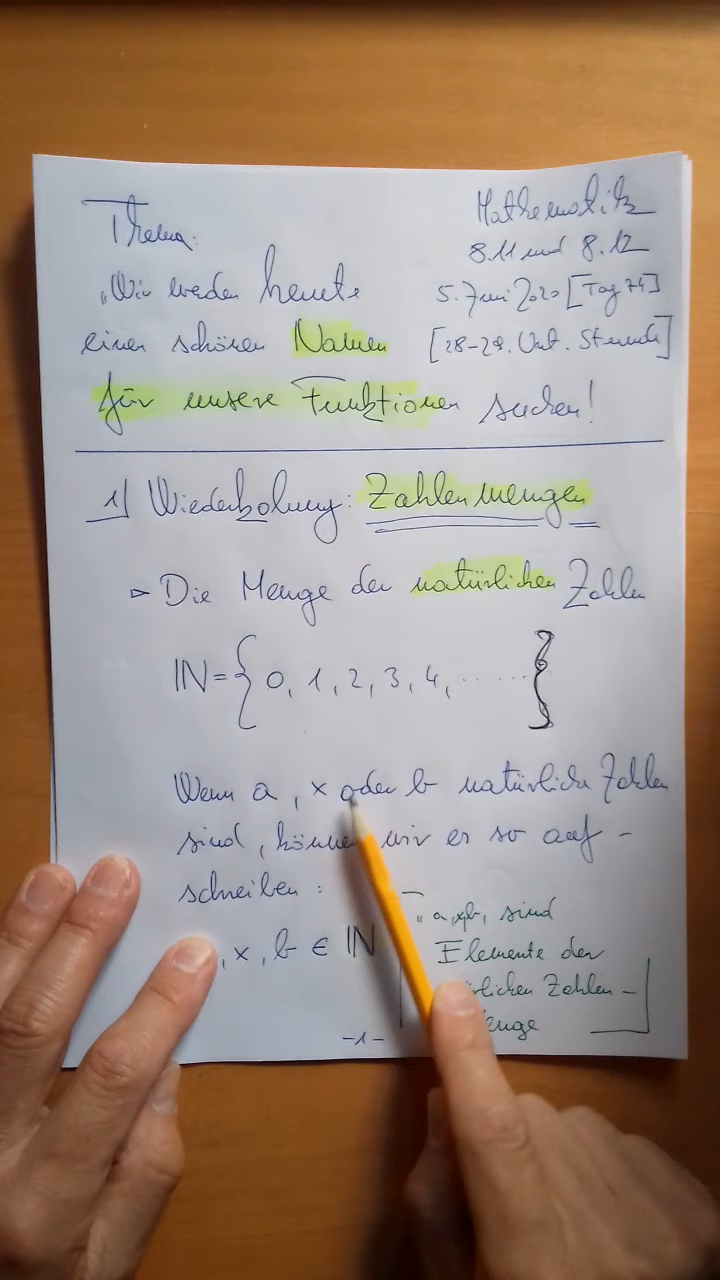 Thema:
Mathematik
8.11 und 8.12
5. Juni 2020 [Tag 74]
[28-29. Unt. Stunde]
„Wir werden heute
einen schönen Namen
für unsere Funktionen suchen!
1) Wiederholung: Zahlenmengen
▻ Die Menge der natürlichen Zahlen
IN = { 0, 1, 2, 3, 4, ........ }
Wenn a, x oder b natürliche Zahlen
sind, können wir es so auf-
schreiben:
, x, b ∈ IN
„a,x,b, sind
Elemente der
rlichen Zahlen-
enge
-1-